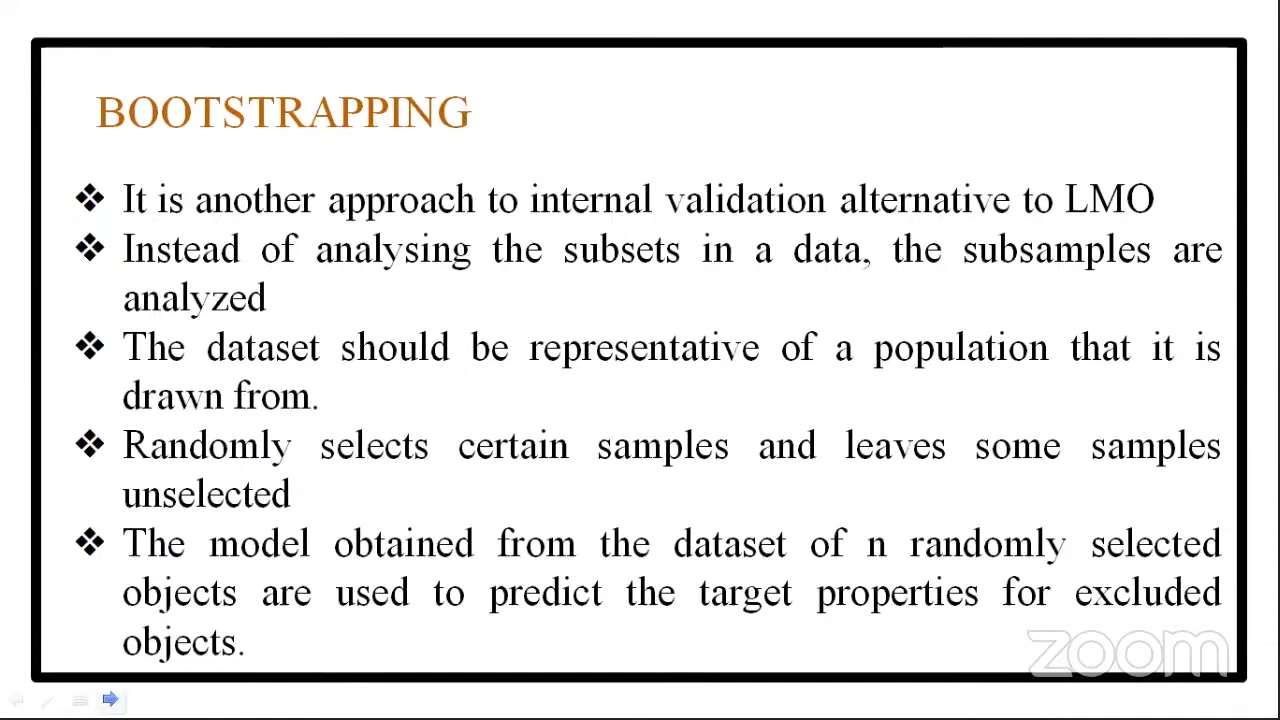 BOOTSTRAPPING
❖ It is another approach to internal validation alternative to LMO
❖ Instead of analysing the subsets in a data, the subsamples are
analyzed
❖ The dataset should be representative of a population that it is
drawn from.
❖ Randomly selects certain samples and leaves some samples
unselected
❖ The model obtained from the dataset of n randomly selected
objects are used to predict the target properties for excluded
objects.
zoom